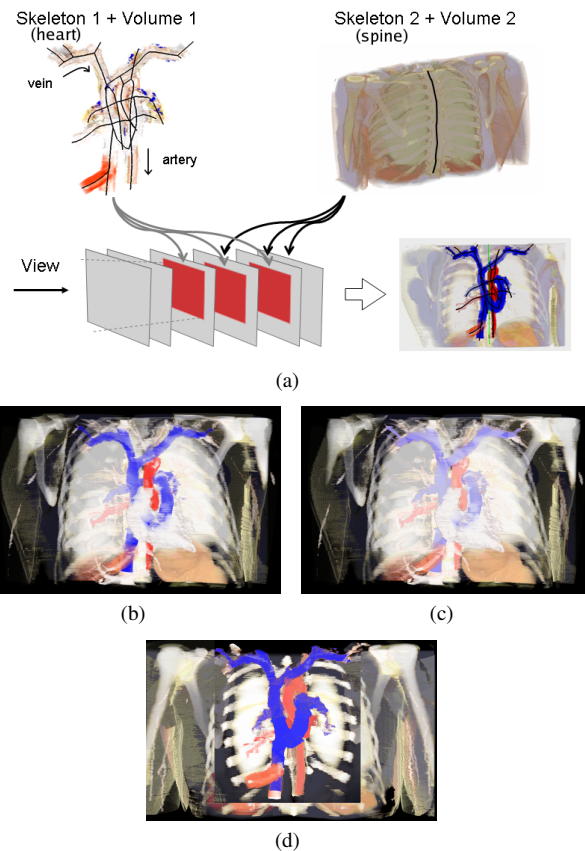 Skeleton 1 + Volume 1
(heart)
Skeleton 2 + Volume 2
(spine)
vein
artery
View
(a)
(b)
(c)
(d)